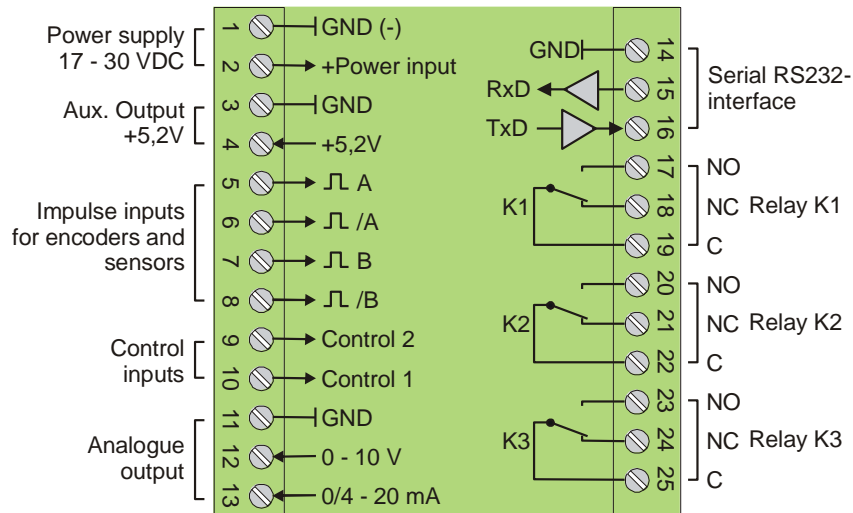 Power supply
17 - 30 VDC
1 GND (-)
2 +Power input
Aux. Output
+5,2V
3 GND
4 +5,2V
Impulse inputs
for encoders and
sensors
5 A
6 /A
7 B
8 /B
Control
inputs
9 Control 2
10 Control 1
Analogue
output
11 GND
12 0 - 10 V
13 0/4 - 20 mA
GND 14
RxD 15
TxD 16
Serial RS232-
interface
K1
17 NO
18 NC Relay K1
19 C
K2
20 NO
21 NC Relay K2
22 C
K3
23 NO
24 NC Relay K3
25 C